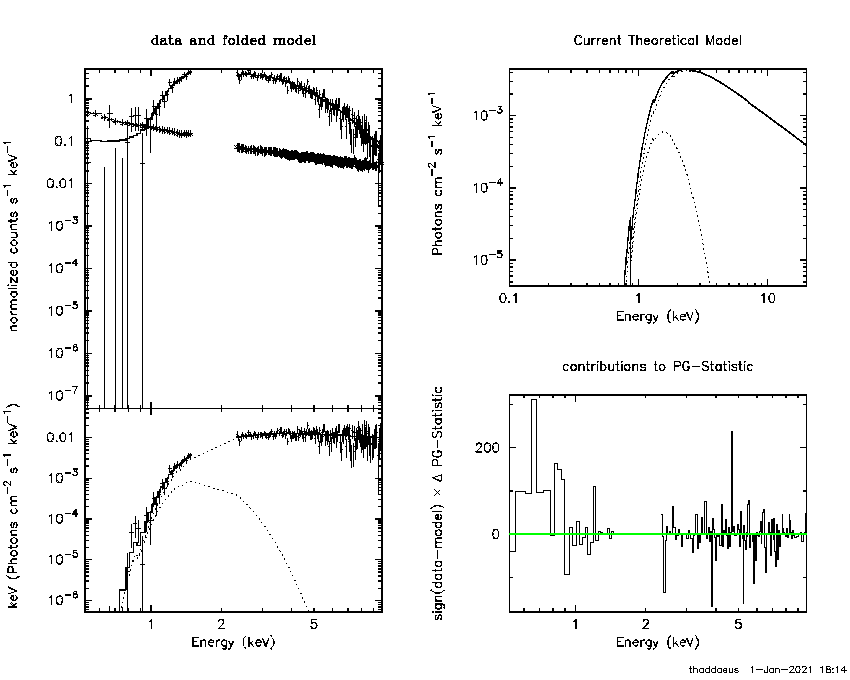 data and folded model
normalized counts s⁻¹ keV⁻¹
1
0.1
0.01
10⁻³
10⁻⁴
10⁻⁵
10⁻⁶
10⁻⁷
keV (Photons cm⁻² s⁻¹ keV⁻¹)
0.01
10⁻³
10⁻⁴
10⁻⁵
10⁻⁶
1 5
Energy (keV)
Current Theoretical Model
Photons cm⁻² s⁻¹ keV⁻¹
10⁻³
10⁻⁴
10⁻⁵
0.1 1 10
Energy (keV)
contributions to PG-Statistic
sign(data-model) × Δ PG-Statistic
200
0
1 2 5
Energy (keV)
thaddaeus 1-Jan-2021 18:14